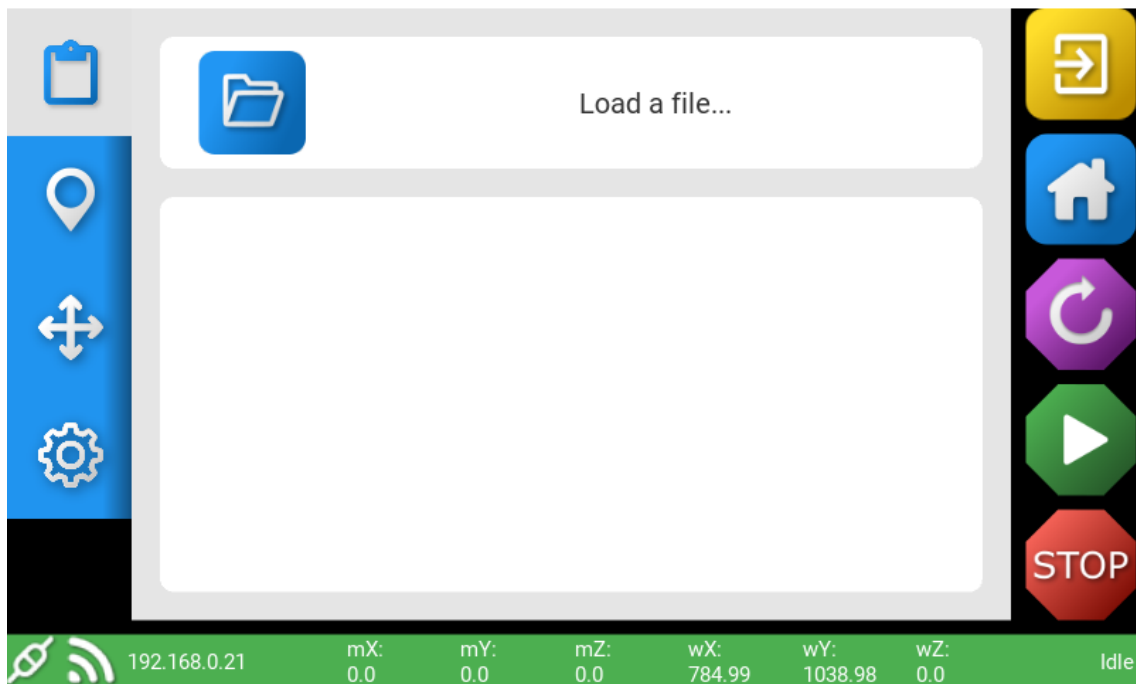 Load a file...
STOP
192.168.0.21
mX:
0.0
mY:
0.0
mZ:
0.0
wX:
784.99
wY:
1038.98
wZ:
0.0
Idle